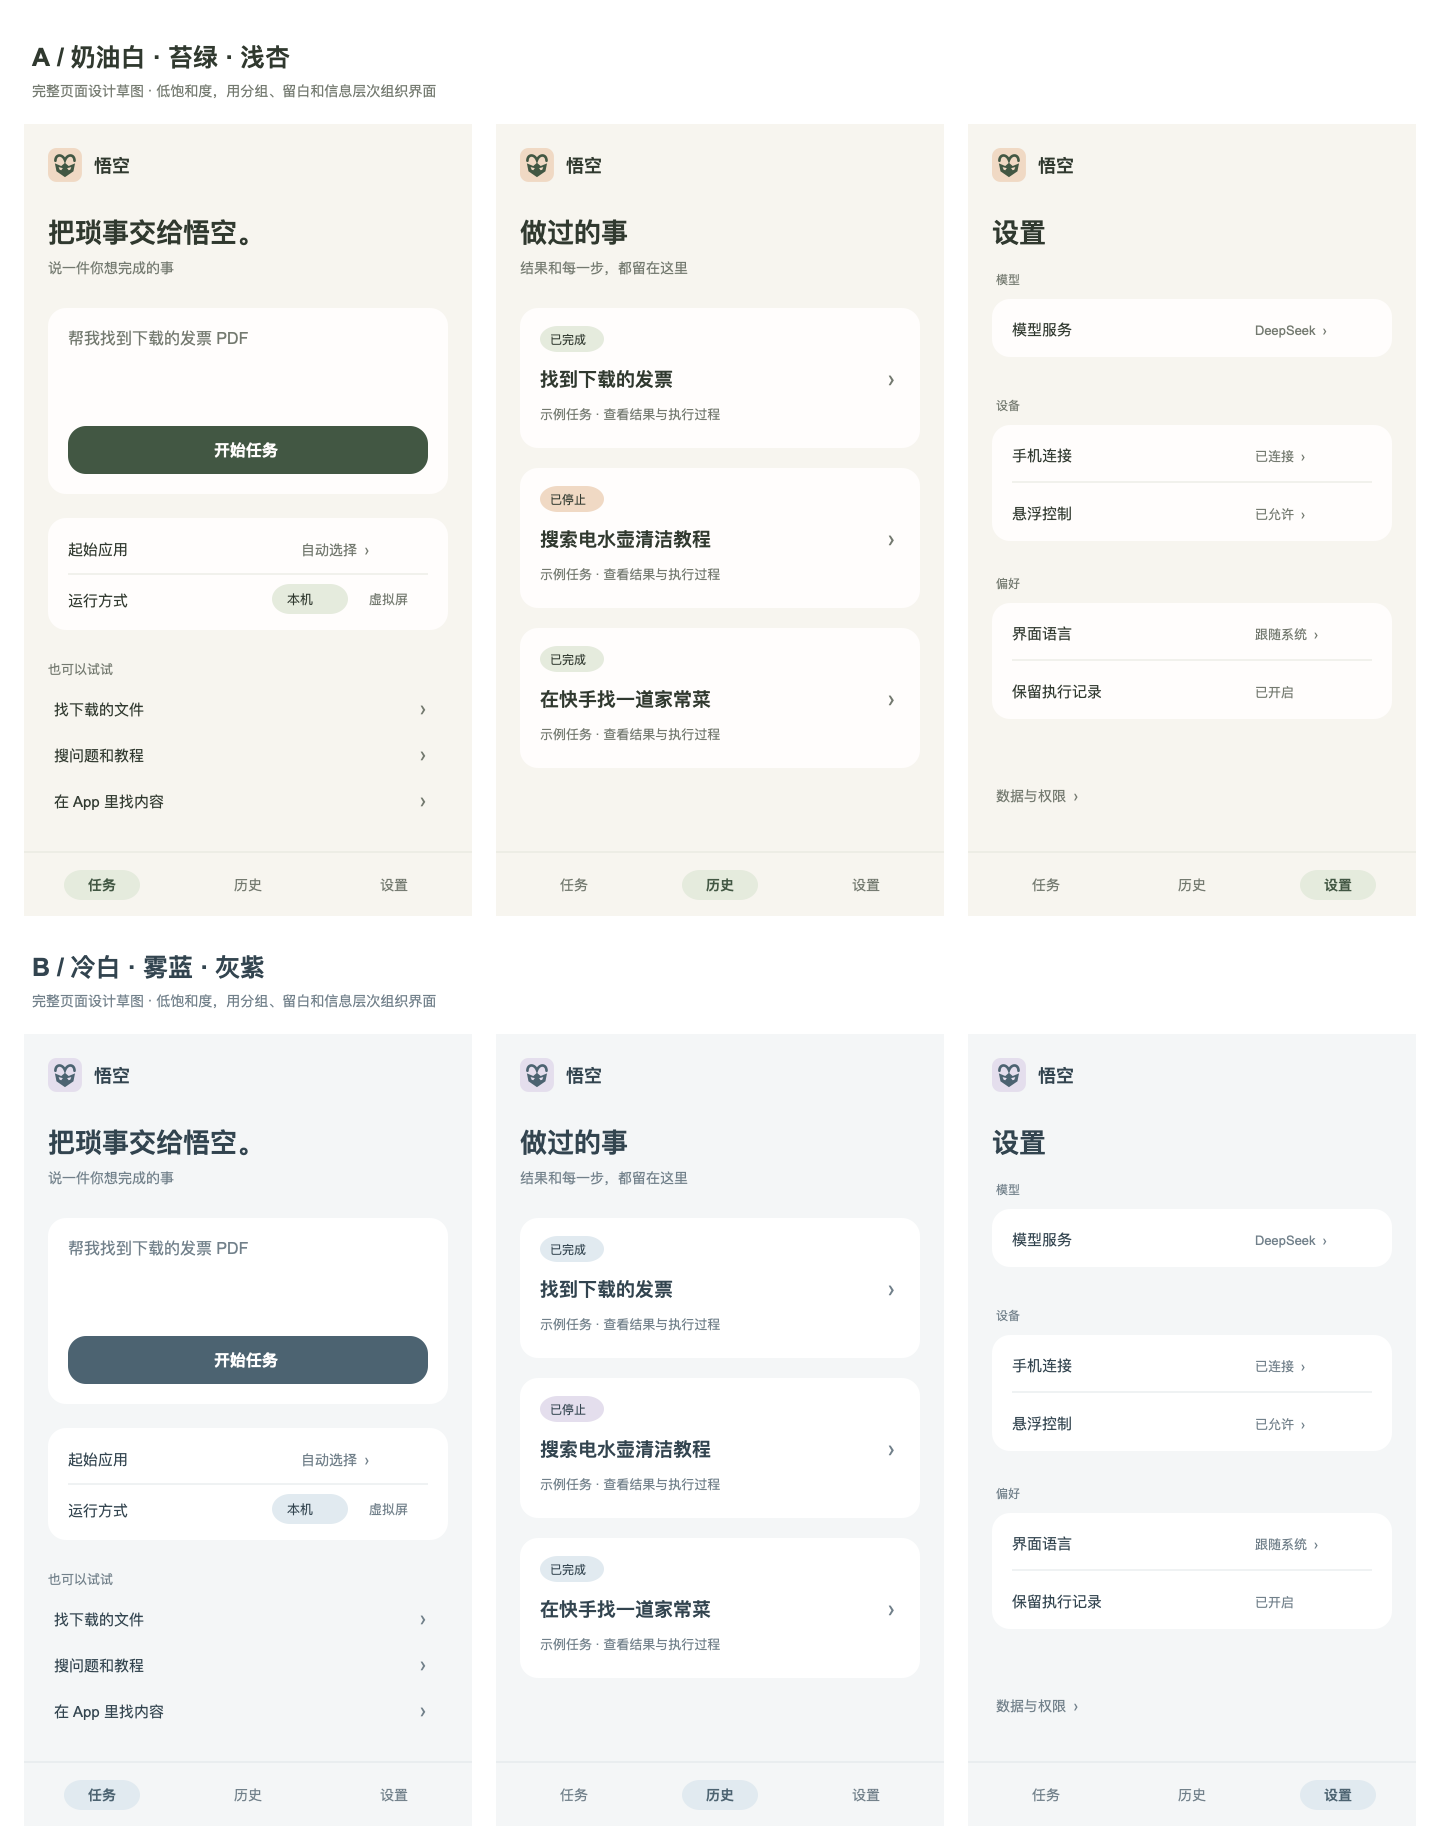 A / 奶油白 · 苔绿 · 浅杏
完整页面设计草图 · 低饱和度，用分组、留白和信息层次组织界面
悟空
把琐事交给悟空。
说一件你想完成的事
帮我找到下载的发票 PDF
开始任务
起始应用 自动选择 ›
运行方式 本机 虚拟屏
也可以试试
找下载的文件 ›
搜问题和教程 ›
在 App 里找内容 ›
任务 历史 设置
悟空
做过的事
结果和每一步，都留在这里
已完成
找到下载的发票 ›
示例任务 · 查看结果与执行过程
已停止
搜索电水壶清洁教程 ›
示例任务 · 查看结果与执行过程
已完成
在快手找一道家常菜 ›
示例任务 · 查看结果与执行过程
任务 历史 设置
悟空
设置
模型
模型服务 DeepSeek ›
设备
手机连接 已连接 ›
悬浮控制 已允许 ›
偏好
界面语言 跟随系统 ›
保留执行记录 已开启
数据与权限 ›
任务 历史 设置
B / 冷白 · 雾蓝 · 灰紫
完整页面设计草图 · 低饱和度，用分组、留白和信息层次组织界面
悟空
把琐事交给悟空。
说一件你想完成的事
帮我找到下载的发票 PDF
开始任务
起始应用 自动选择 ›
运行方式 本机 虚拟屏
也可以试试
找下载的文件 ›
搜问题和教程 ›
在 App 里找内容 ›
任务 历史 设置
悟空
做过的事
结果和每一步，都留在这里
已完成
找到下载的发票 ›
示例任务 · 查看结果与执行过程
已停止
搜索电水壶清洁教程 ›
示例任务 · 查看结果与执行过程
已完成
在快手找一道家常菜 ›
示例任务 · 查看结果与执行过程
任务 历史 设置
悟空
设置
模型
模型服务 DeepSeek ›
设备
手机连接 已连接 ›
悬浮控制 已允许 ›
偏好
界面语言 跟随系统 ›
保留执行记录 已开启
数据与权限 ›
任务 历史 设置